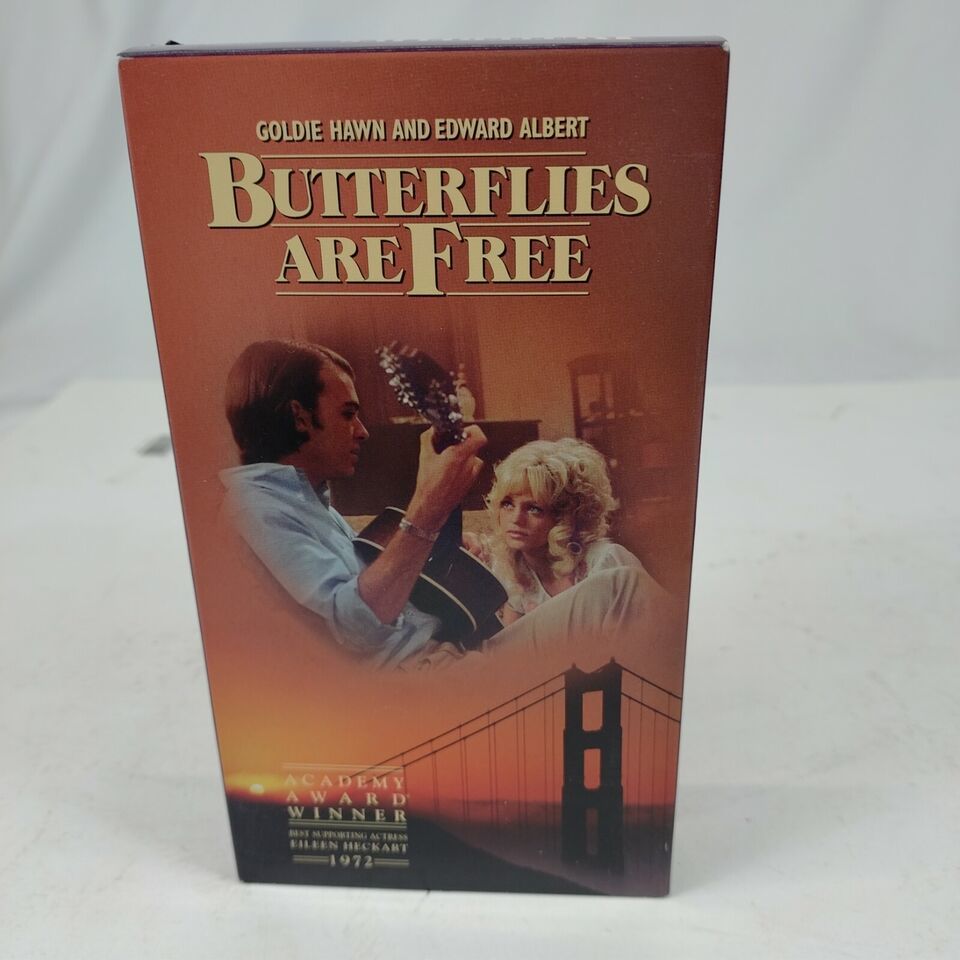 GOLDIE HAWN AND EDWARD ALBERT
BUTTERFLIES
ARE FREE
ACADEMY
AWARD
WINNER
BEST SUPPORTING ACTRESS
EILEEN HECKART
1972